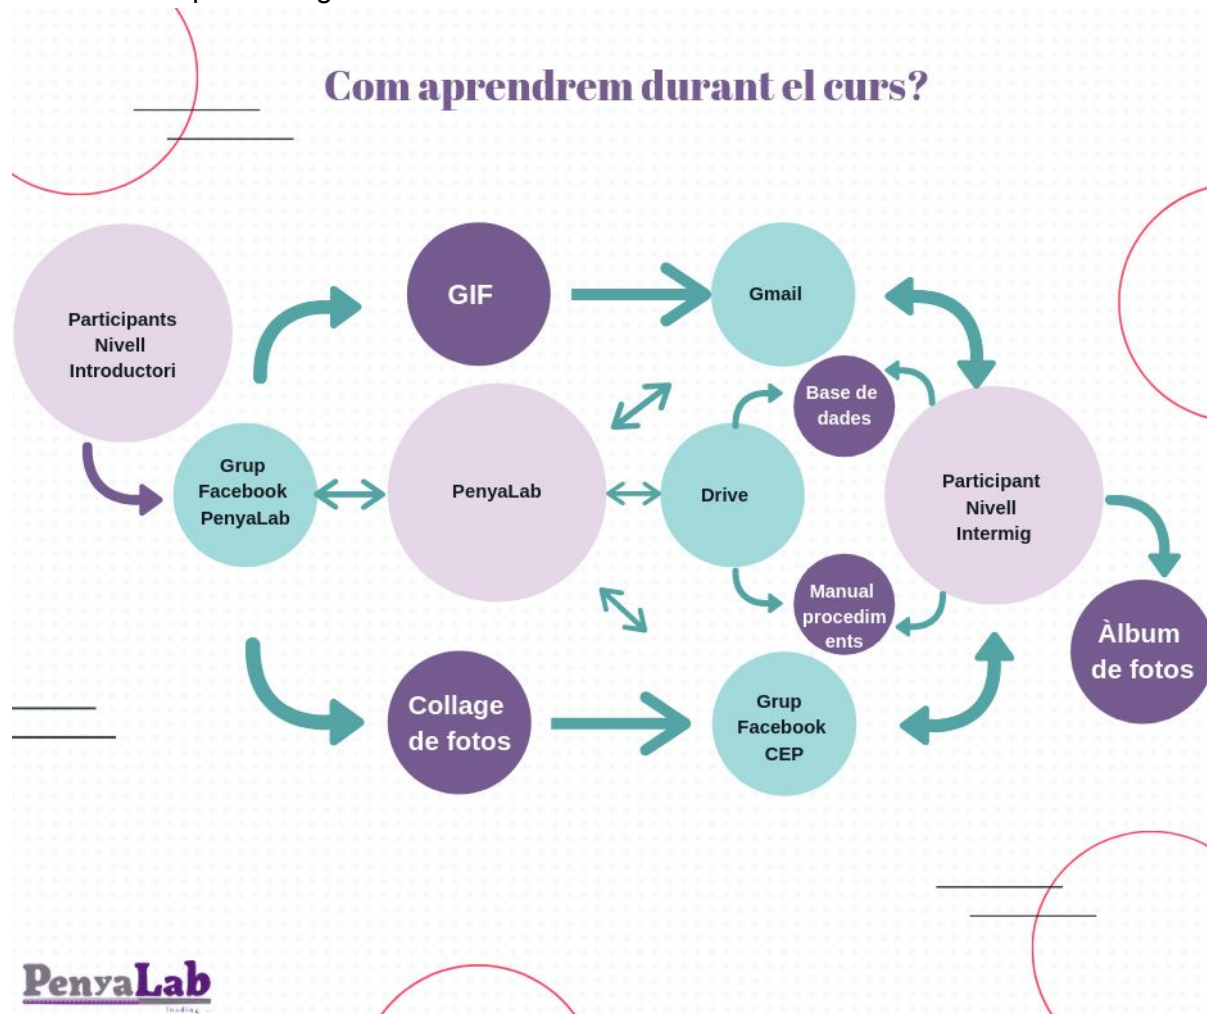 Com aprendrem durant el curs?
Participants
Nivell
Introductori
GIF
Gmail
Base de
dades
Grup
Facebook
PenyaLab
PenyaLab
Drive
Participant
Nivell
Intermig
Manual
procedim
ents
Àlbum
de fotos
Collage
de fotos
Grup
Facebook
CEP
PenyaLab
loading